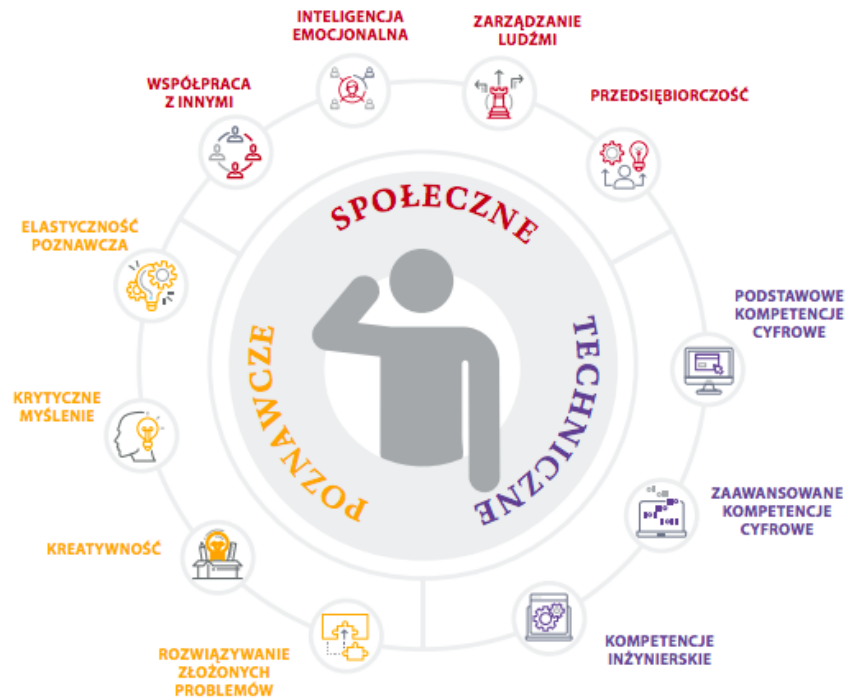 INTELIGENCJA
EMOCJONALNA
ZARZĄDZANIE
LUDŹMI
WSPÓŁPRACA
Z INNYMI
PRZEDSIĘBIORCZOŚĆ
SPOŁECZNE
ELASTYCZNOŚĆ
POZNAWCZA
PODSTAWOWE
KOMPETENCJE
CYFROWE
POZNAWCZE
TECHNICZNE
KRYTYCZNE
MYŚLENIE
ZAAWANSOWANE
KOMPETENCJE
CYFROWE
KREATYWNOŚĆ
ROZWIĄZYWANIE
ZŁOŻONYCH
PROBLEMÓW
KOMPETENCJE
INŻYNIERSKIE